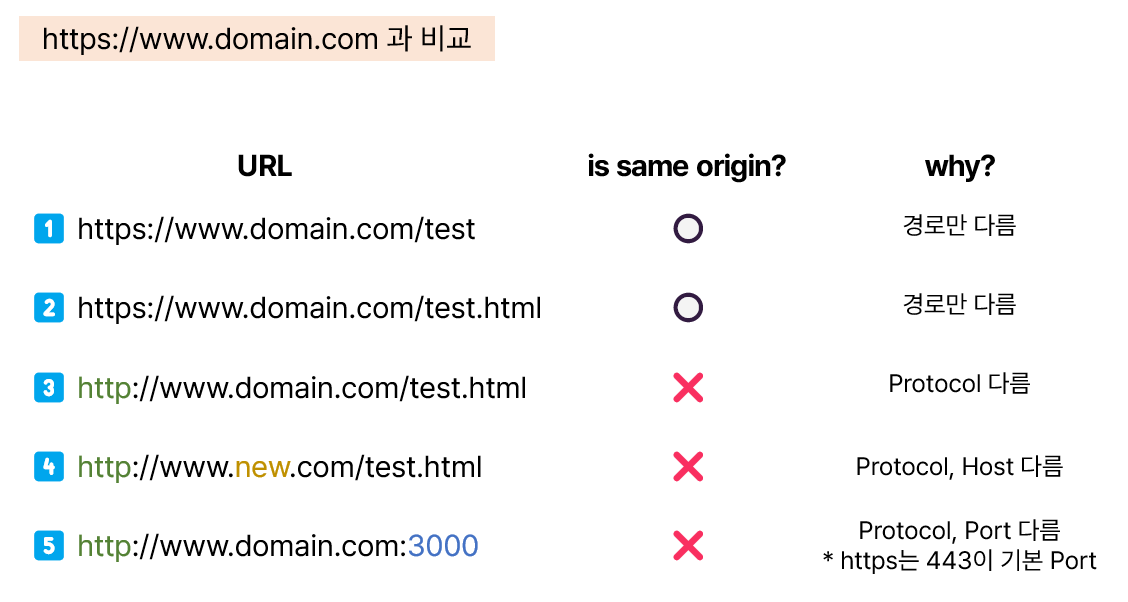 https://www.domain.com 과 비교
URL is same origin? why?
1 https://www.domain.com/test 경로만 다름
2 https://www.domain.com/test.html 경로만 다름
3 http://www.domain.com/test.html Protocol 다름
4 http://www.new.com/test.html Protocol, Host 다름
5 http://www.domain.com:3000 Protocol, Port 다름
* https는 443이 기본 Port